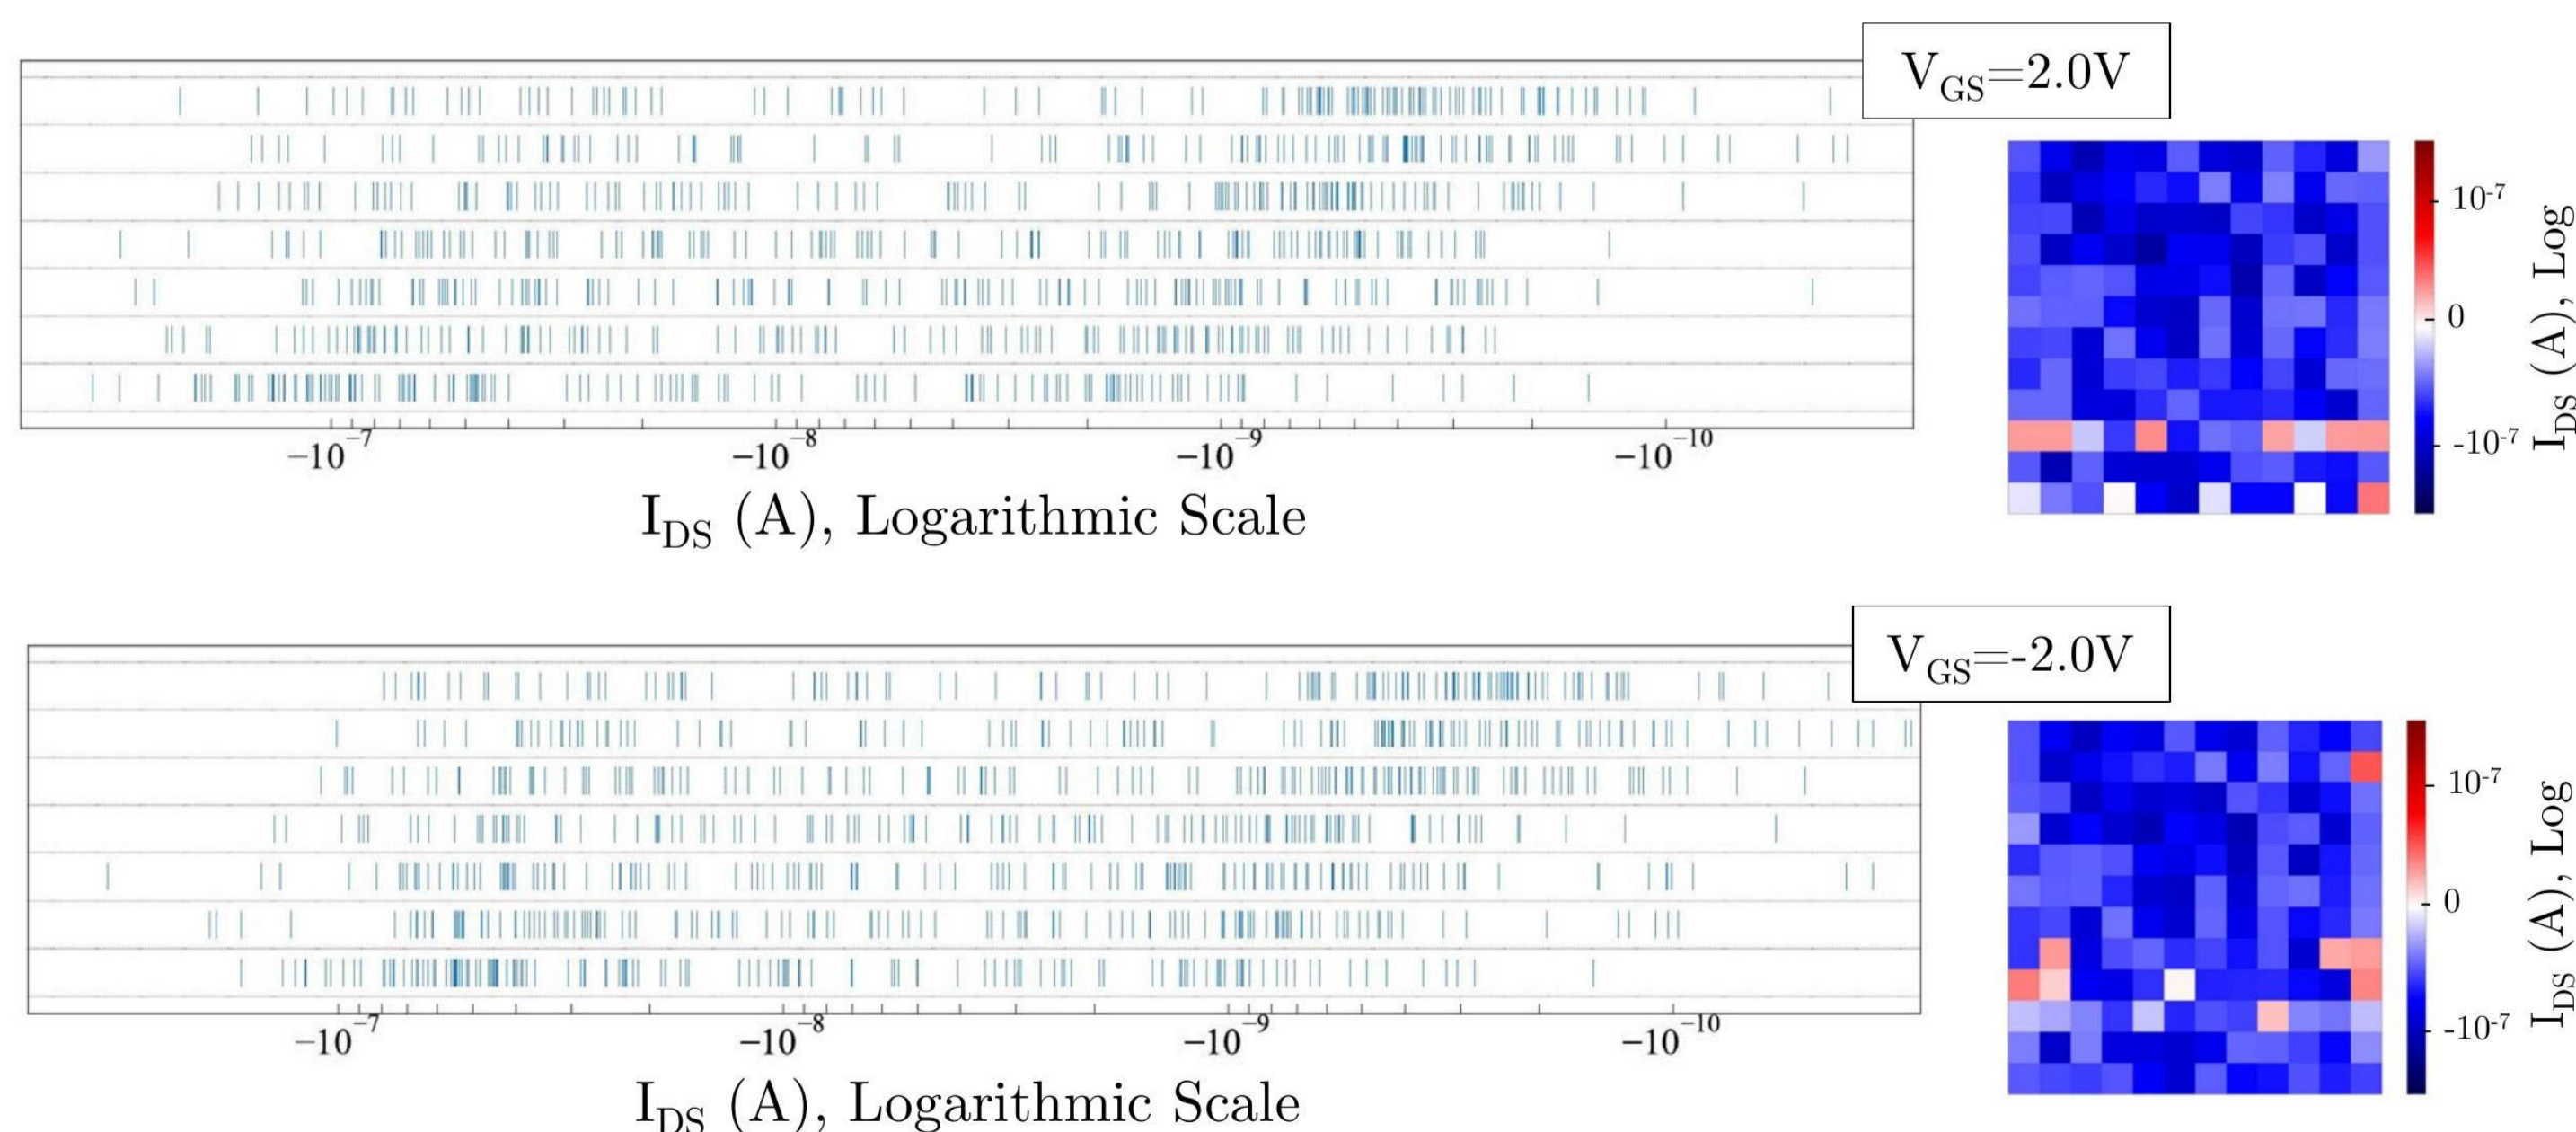 V_GS=2.0V
10^-7
0
-10^-7
I_DS (A), Log
−10^−7 −10^−8 −10^−9 −10^−10
I_DS (A), Logarithmic Scale
V_GS=-2.0V
10^-7
0
-10^-7
I_DS (A), Log
−10^−7 −10^−8 −10^−9 −10^−10
I_DS (A), Logarithmic Scale